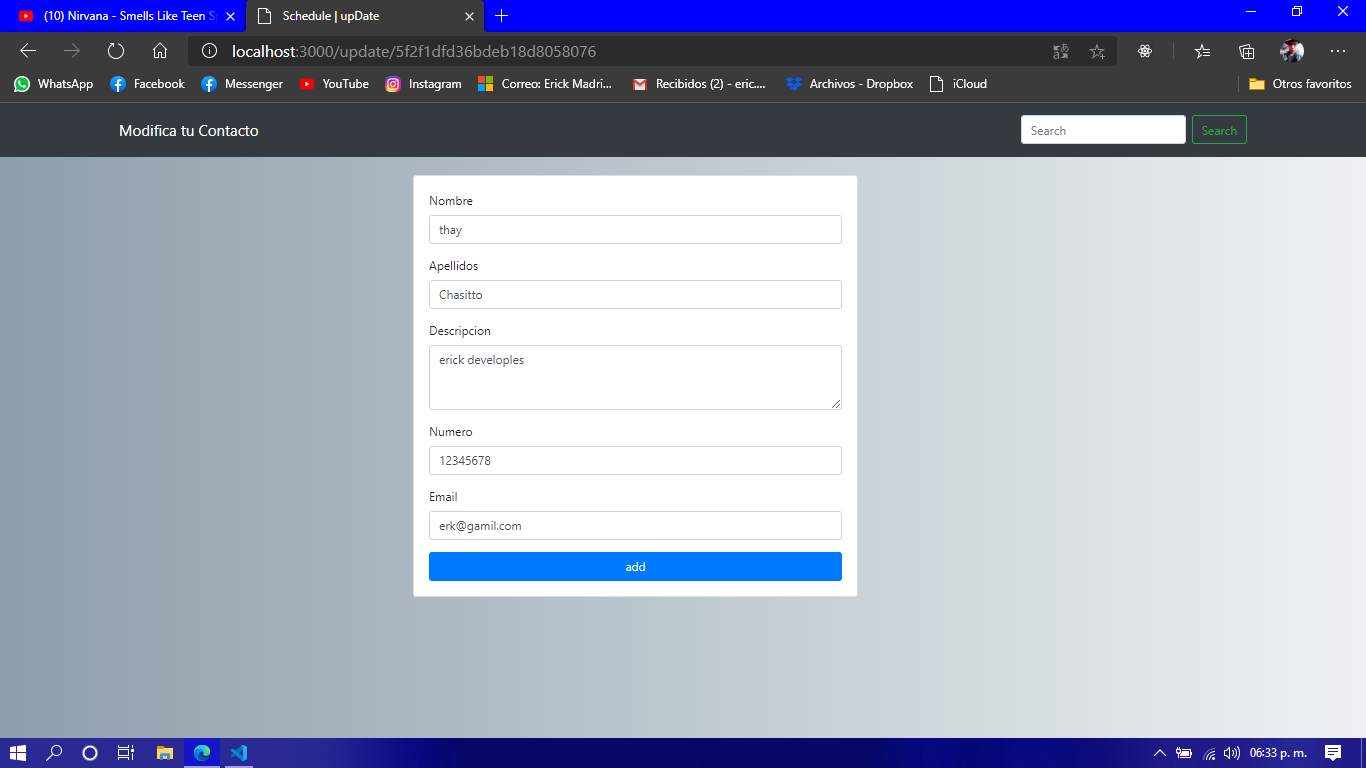 (10) Nirvana - Smells Like Teen S
Schedule | upDate
localhost:3000/update/5f2f1dfd36bdeb18d8058076
WhatsApp
Facebook
Messenger
YouTube
Instagram
Correo: Erick Madri...
Recibidos (2) - eric....
Archivos - Dropbox
iCloud
Otros favoritos
Modifica tu Contacto
Search
Search
Nombre
thay
Apellidos
Chasitto
Descripcion
erick developles
Numero
12345678
Email
erk@gamil.com
add
06:33 p. m.